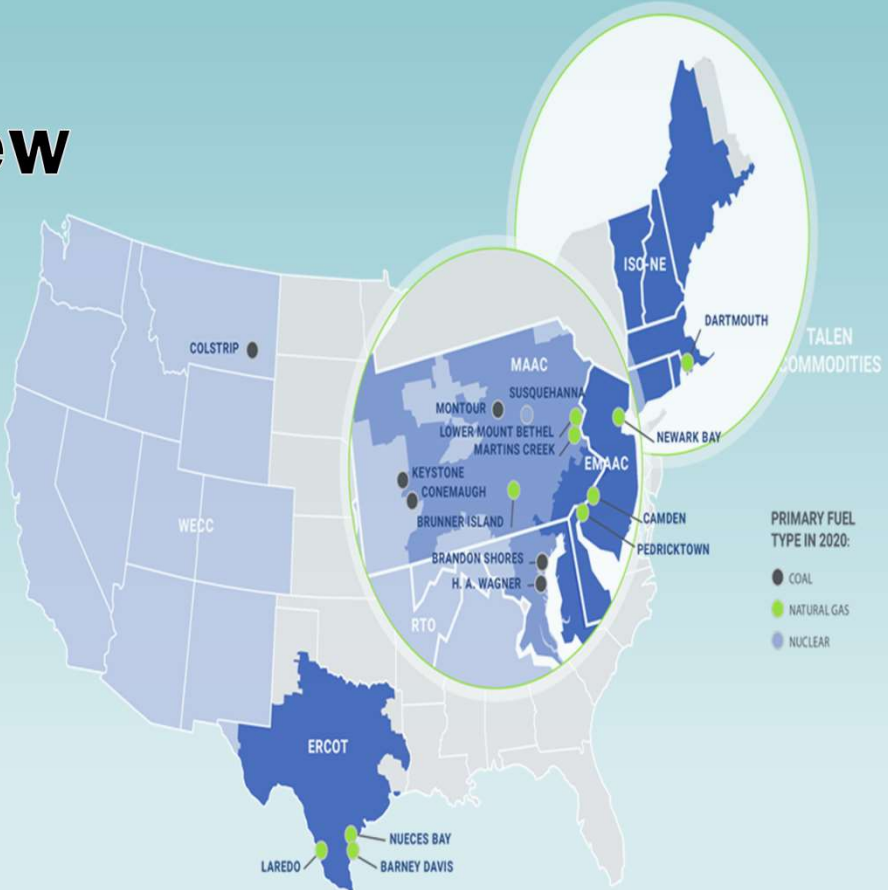 ew
COLSTRIP
WECC
ERCOT
LAREDO
NUECES BAY
BARNEY DAVIS
MAAC
SUSQUEHANNA
MONTOUR
LOWER MOUNT BETHEL
MARTINS CREEK
KEYSTONE
CONEMAUGH
BRUNNER ISLAND
EMAAC
BRANDON SHORES
H. A. WAGNER
RTO
NEWARK BAY
CAMDEN
PEDRICKTOWN
ISO-NE
DARTMOUTH
TALEN
COMMODITIES
PRIMARY FUEL
TYPE IN 2020:
COAL
NATURAL GAS
NUCLEAR